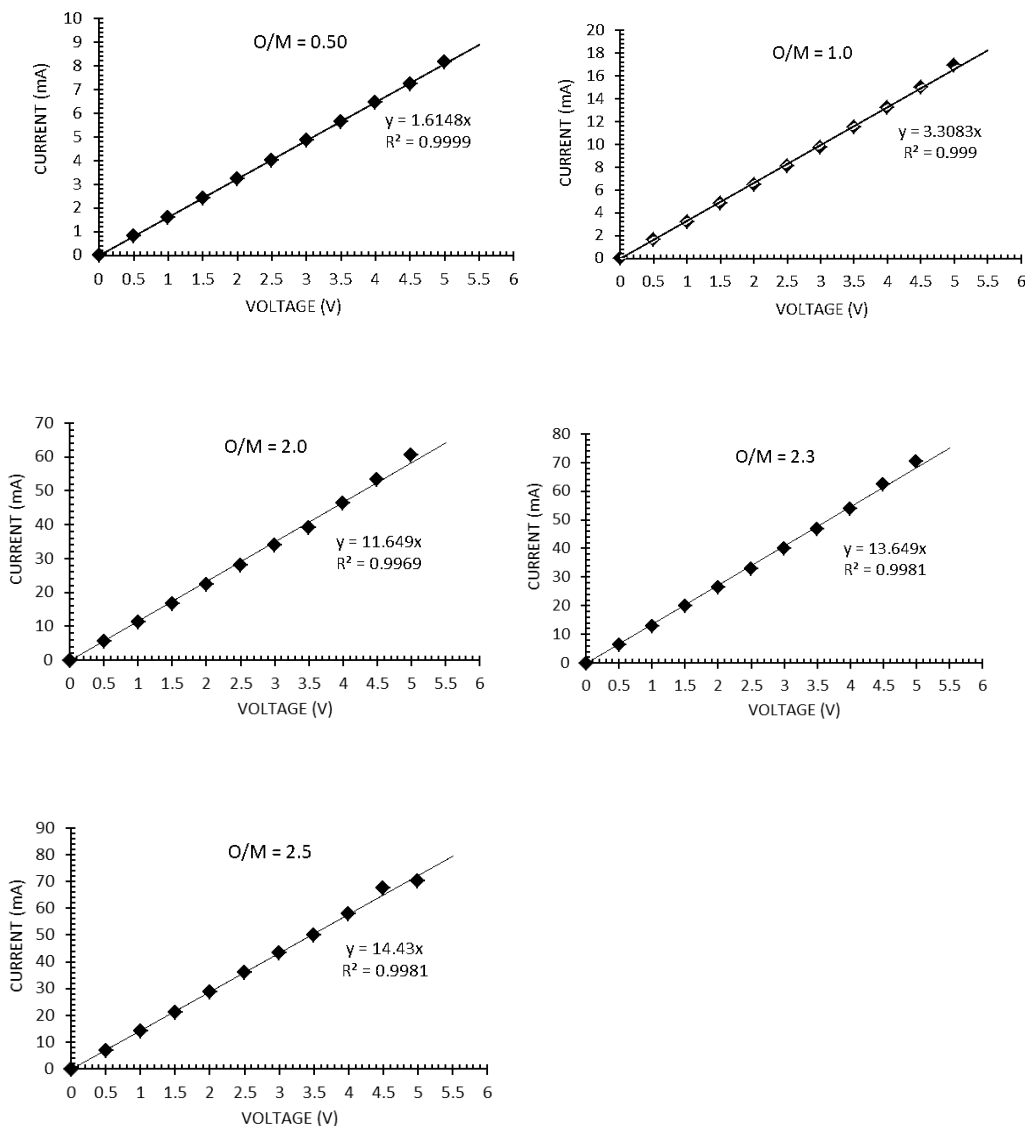 O/M = 0.50
CURRENT (mA)
10
9
8
7
6
5
4
3
2
1
0
y = 1.6148x
R² = 0.9999
0 0.5 1 1.5 2 2.5 3 3.5 4 4.5 5 5.5 6
VOLTAGE (V)
O/M = 1.0
CURRENT (mA)
20
18
16
14
12
10
8
6
4
2
0
y = 3.3083x
R² = 0.999
0 0.5 1 1.5 2 2.5 3 3.5 4 4.5 5 5.5 6
VOLTAGE (V)
O/M = 2.0
CURRENT (mA)
70
60
50
40
30
20
10
0
y = 11.649x
R² = 0.9969
0 0.5 1 1.5 2 2.5 3 3.5 4 4.5 5 5.5 6
VOLTAGE (V)
O/M = 2.3
CURRENT (mA)
80
70
60
50
40
30
20
10
0
y = 13.649x
R² = 0.9981
0 0.5 1 1.5 2 2.5 3 3.5 4 4.5 5 5.5 6
VOLTAGE (V)
O/M = 2.5
CURRENT (mA)
90
80
70
60
50
40
30
20
10
0
y = 14.43x
R² = 0.9981
0 0.5 1 1.5 2 2.5 3 3.5 4 4.5 5 5.5 6
VOLTAGE (V)